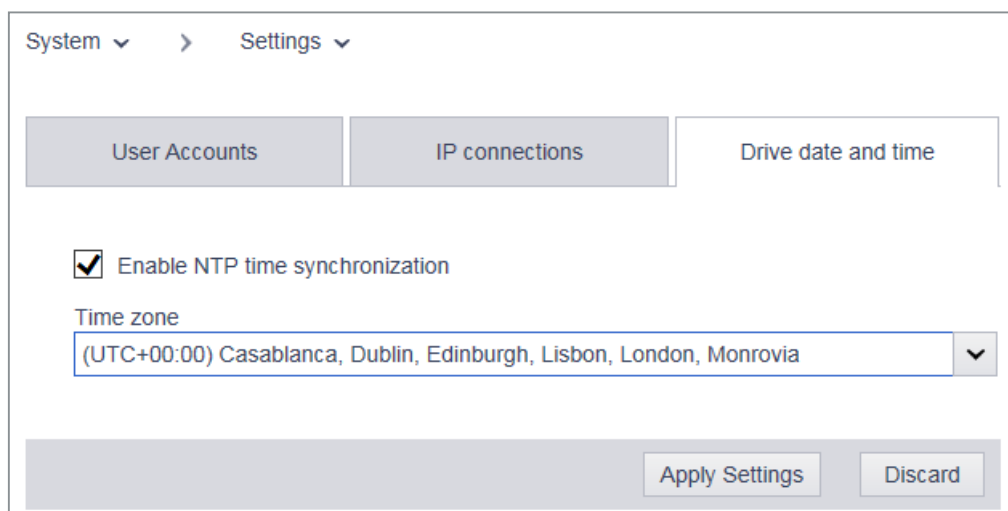 System > Settings
User Accounts IP connections Drive date and time
Enable NTP time synchronization
Time zone
(UTC+00:00) Casablanca, Dublin, Edinburgh, Lisbon, London, Monrovia
Apply Settings Discard